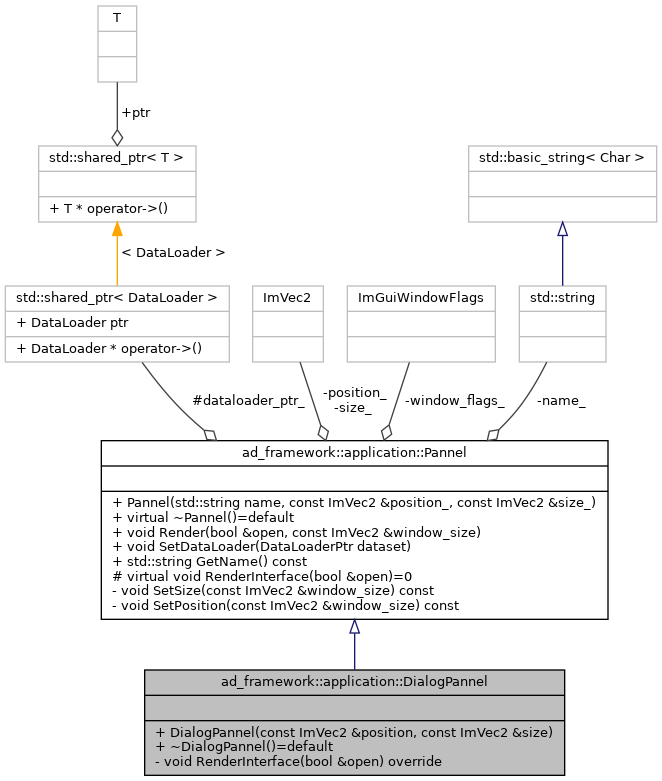 T
+ptr
std::shared_ptr< T >
+ T * operator->()
std::basic_string< Char >
< DataLoader >
std::shared_ptr< DataLoader >
+ DataLoader ptr
+ DataLoader * operator->()
ImVec2
ImGuiWindowFlags
std::string
#dataloader_ptr_
-position_
-size_
-window_flags_
-name_
ad_framework::application::Pannel
+ Pannel(std::string name, const ImVec2 &position_, const ImVec2 &size_)
+ virtual ~Pannel()=default
+ void Render(bool &open, const ImVec2 &window_size)
+ void SetDataLoader(DataLoaderPtr dataset)
+ std::string GetName() const
# virtual void RenderInterface(bool &open)=0
- void SetSize(const ImVec2 &window_size) const
- void SetPosition(const ImVec2 &window_size) const
ad_framework::application::DialogPannel
+ DialogPannel(const ImVec2 &position, const ImVec2 &size)
+ ~DialogPannel()=default
- void RenderInterface(bool &open) override